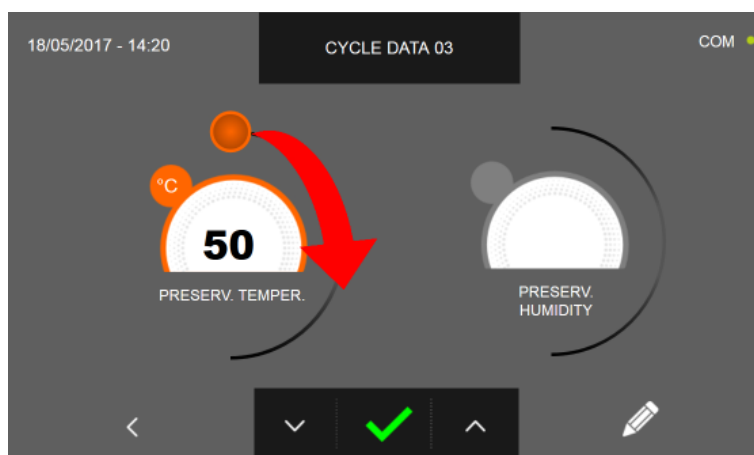 18/05/2017 - 14:20
CYCLE DATA 03
COM
°C
50
PRESERV. TEMPER.
PRESERV.
HUMIDITY